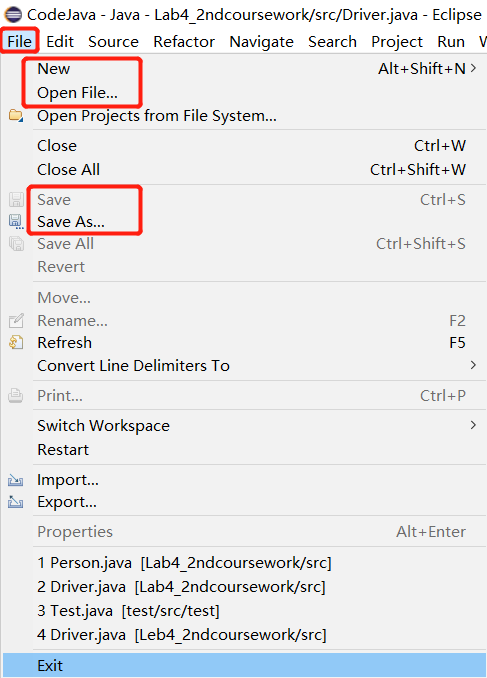 CodeJava - Java - Lab4_2ndcoursework/src/Driver.java - Eclipse
File Edit Source Refactor Navigate Search Project Run
New Alt+Shift+N >
Open File...
Open Projects from File System...
Close Ctrl+W
Close All Ctrl+Shift+W
Save Ctrl+S
Save As...
Save All Ctrl+Shift+S
Revert
Move...
Rename... F2
Refresh F5
Convert Line Delimiters To >
Print... Ctrl+P
Switch Workspace >
Restart
Import...
Export...
Properties Alt+Enter
1 Person.java [Lab4_2ndcoursework/src]
2 Driver.java [Lab4_2ndcoursework/src]
3 Test.java [test/src/test]
4 Driver.java [Leb4_2ndcoursework/src]
Exit